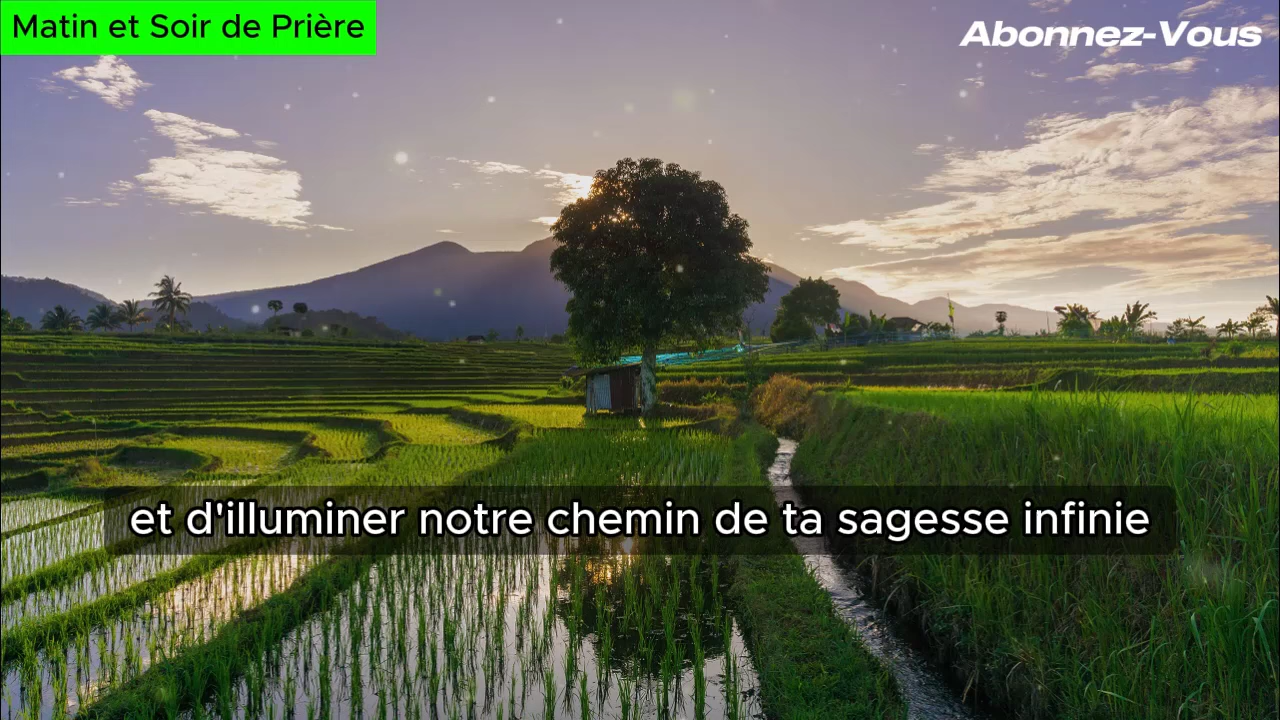 Matin et Soir de Prière
Abonnez-Vous
et d'illuminer notre chemin de ta sagesse infinie